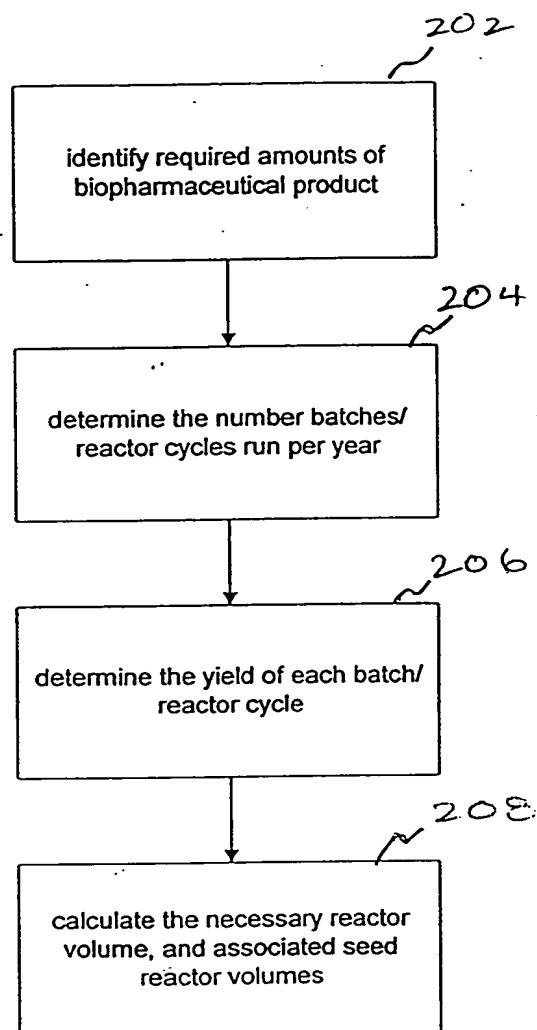 202
identify required amounts of
biopharmaceutical product
204
determine the number batches/
reactor cycles run per year
206
determine the yield of each batch/
reactor cycle
208
calculate the necessary reactor
volume, and associated seed
reactor volumes